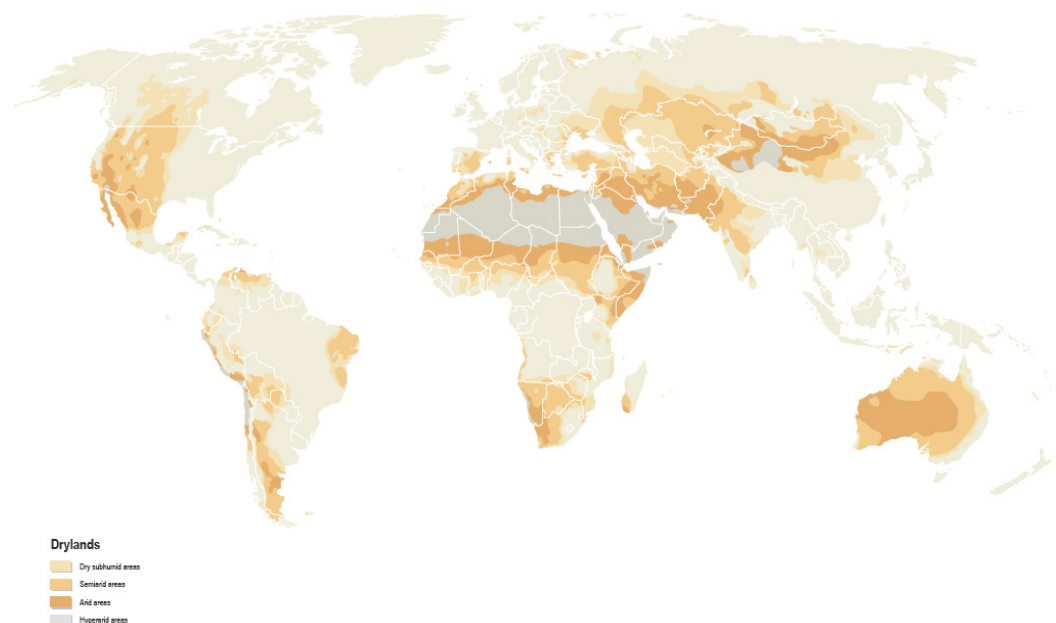 Drylands
Dry subhumid areas
Semiarid areas
Arid areas
Hyperarid areas